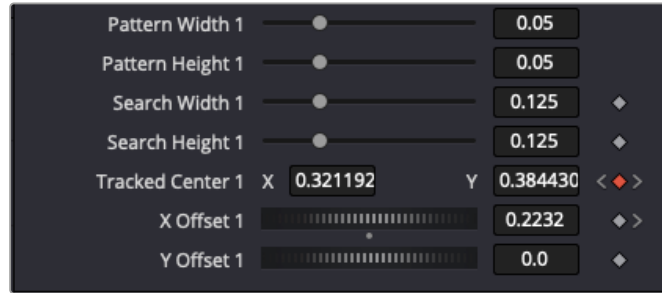 Pattern Width 1 0.05
Pattern Height 1 0.05
Search Width 1 0.125
Search Height 1 0.125
Tracked Center 1 X 0.321192 Y 0.384430
X Offset 1 0.2232
Y Offset 1 0.0